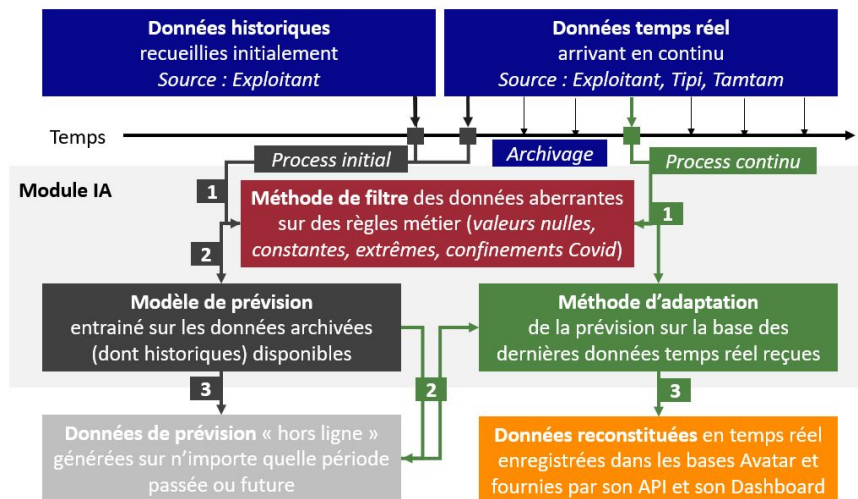 Données historiques
recueillies initialement
Source : Exploitant
Données temps réel
arrivant en continu
Source : Exploitant, Tipi, Tamtam
Temps
Process initial
Archivage
Process continu
Module IA
1
Méthode de filtre des données aberrantes
sur des règles métier (valeurs nulles,
constantes, extrêmes, confinements Covid)
1
2
Modèle de prévision
entrainé sur les données archivées
(dont historiques) disponibles
Méthode d'adaptation
de la prévision sur la base des
dernières données temps réel reçues
3
2
3
Données de prévision « hors ligne »
générées sur n'importe quelle période
passée ou future
Données reconstituées en temps réel
enregistrées dans les bases Avatar et
fournies par son API et son Dashboard